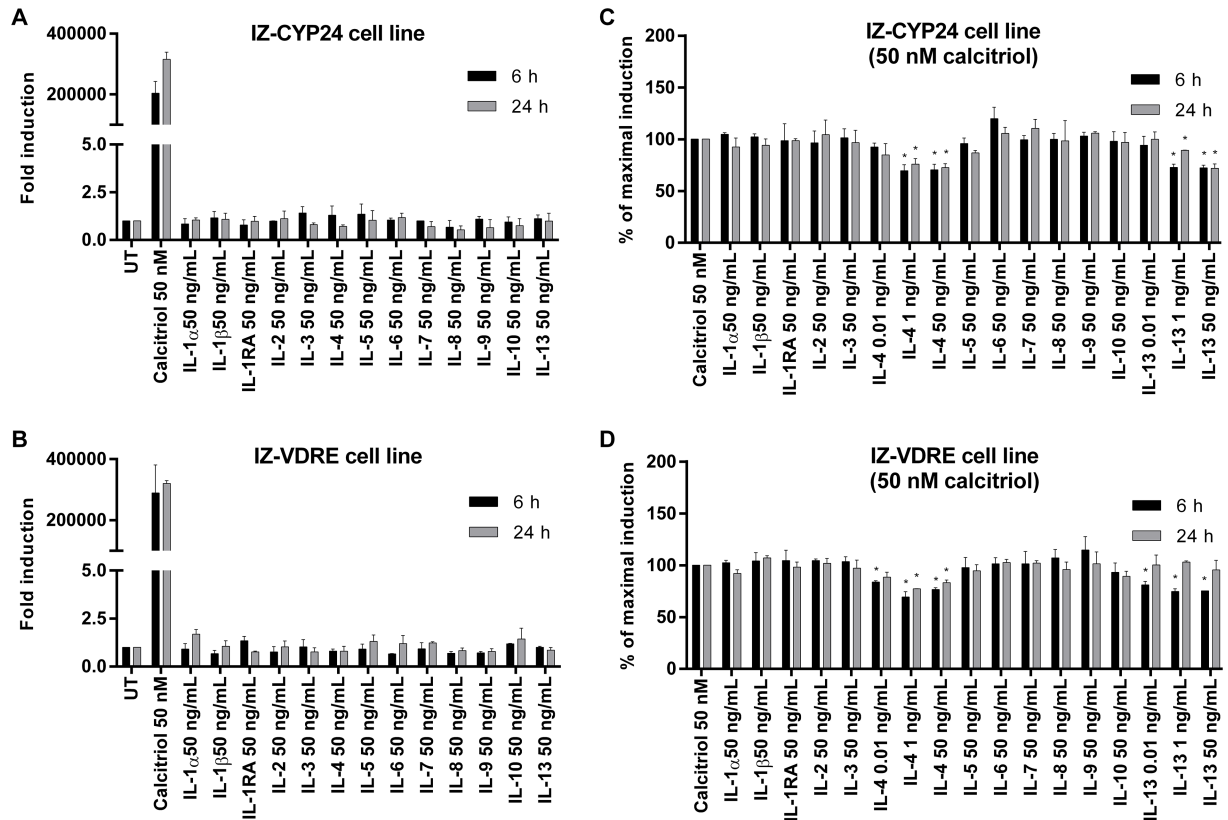 A
IZ-CYP24 cell line
Fold induction
400000
200000
5.0
2.5
0.0
6 h
24 h
UT
Calcitriol 50 nM
IL-1α50 ng/mL
IL-1β50 ng/mL
IL-1RA 50 ng/mL
IL-2 50 ng/mL
IL-3 50 ng/mL
IL-4 50 ng/mL
IL-5 50 ng/mL
IL-6 50 ng/mL
IL-7 50 ng/mL
IL-8 50 ng/mL
IL-9 50 ng/mL
IL-10 50 ng/mL
IL-13 50 ng/mL
B
IZ-VDRE cell line
Fold induction
400000
200000
5.0
2.5
0.0
6 h
24 h
UT
Calcitriol 50 nM
IL-1α50 ng/mL
IL-1β50 ng/mL
IL-1RA 50 ng/mL
IL-2 50 ng/mL
IL-3 50 ng/mL
IL-4 50 ng/mL
IL-5 50 ng/mL
IL-6 50 ng/mL
IL-7 50 ng/mL
IL-8 50 ng/mL
IL-9 50 ng/mL
IL-10 50 ng/mL
IL-13 50 ng/mL
C
IZ-CYP24 cell line
(50 nM calcitriol)
% of maximal induction
200
150
100
50
0
6 h
24 h
* * * * * * * *
Calcitriol 50 nM
IL-1α50 ng/mL
IL-1β50 ng/mL
IL-1RA 50 ng/mL
IL-2 50 ng/mL
IL-3 50 ng/mL
IL-4 0.01 ng/mL
IL-4 1 ng/mL
IL-4 50 ng/mL
IL-5 50 ng/mL
IL-6 50 ng/mL
IL-7 50 ng/mL
IL-8 50 ng/mL
IL-9 50 ng/mL
IL-10 50 ng/mL
IL-13 0.01 ng/mL
IL-13 1 ng/mL
IL-13 50 ng/mL
D
IZ-VDRE cell line
(50 nM calcitriol)
% of maximal induction
200
150
100
50
0
6 h
24 h
* * * * * * * *
Calcitriol 50 nM
IL-1α50 ng/mL
IL-1β50 ng/mL
IL-1RA 50 ng/mL
IL-2 50 ng/mL
IL-3 50 ng/mL
IL-4 0.01 ng/mL
IL-4 1 ng/mL
IL-4 50 ng/mL
IL-5 50 ng/mL
IL-6 50 ng/mL
IL-7 50 ng/mL
IL-8 50 ng/mL
IL-9 50 ng/mL
IL-10 50 ng/mL
IL-13 0.01 ng/mL
IL-13 1 ng/mL
IL-13 50 ng/mL